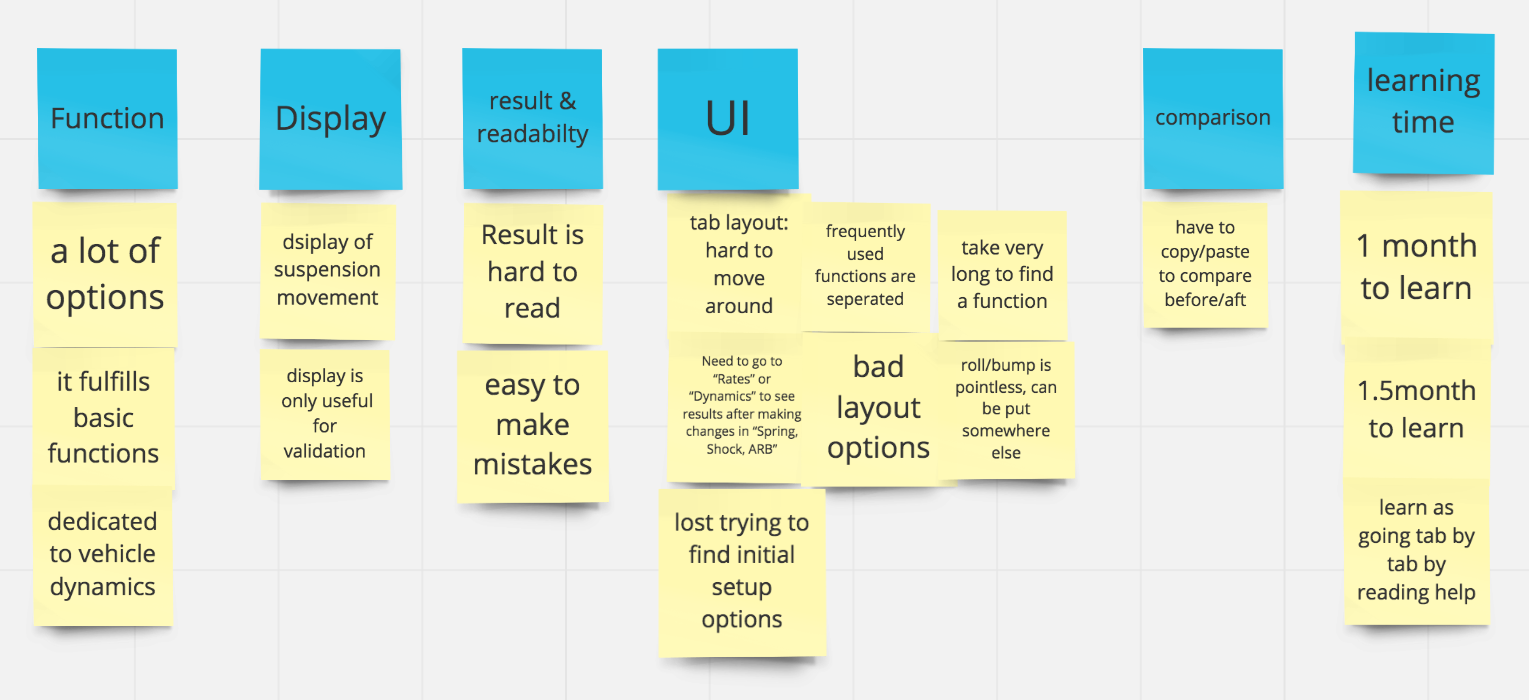 Function
Display
result &
readabilty
UI
comparison
learning
time
a lot of
options
it fulfills
basic
functions
dedicated
to vehicle
dynamics
dsiplay of
suspension
movement
display is
only useful
for
validation
Result is
hard to
read
easy to
make
mistakes
tab layout:
hard to
move
around
frequently
used
functions are
seperated
take very
long to find
a function
Need to go to
“Rates” or
“Dynamics” to see
results after making
changes in “Spring,
Shock, ARB”
bad
layout
options
roll/bump is
pointless, can
be put
somewhere
else
lost trying to
find initial
setup
options
have to
copy/paste
to compare
before/aft
1 month
to learn
1.5month
to learn
learn as
going tab by
tab by
reading help